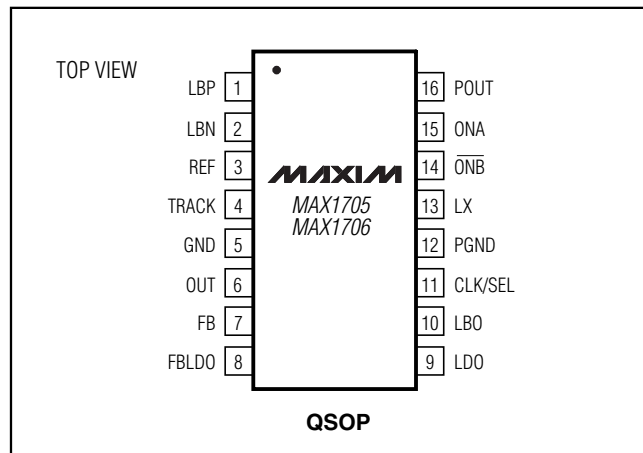 TOP VIEW
LBP 1
LBN 2
REF 3
TRACK 4
GND 5
OUT 6
FB 7
FBLDO 8
MAXIM
MAX1705
MAX1706
16 POUT
15 ONA
14 O̅N̅B̅
13 LX
12 PGND
11 CLK/SEL
10 LBO
9 LDO
QSOP